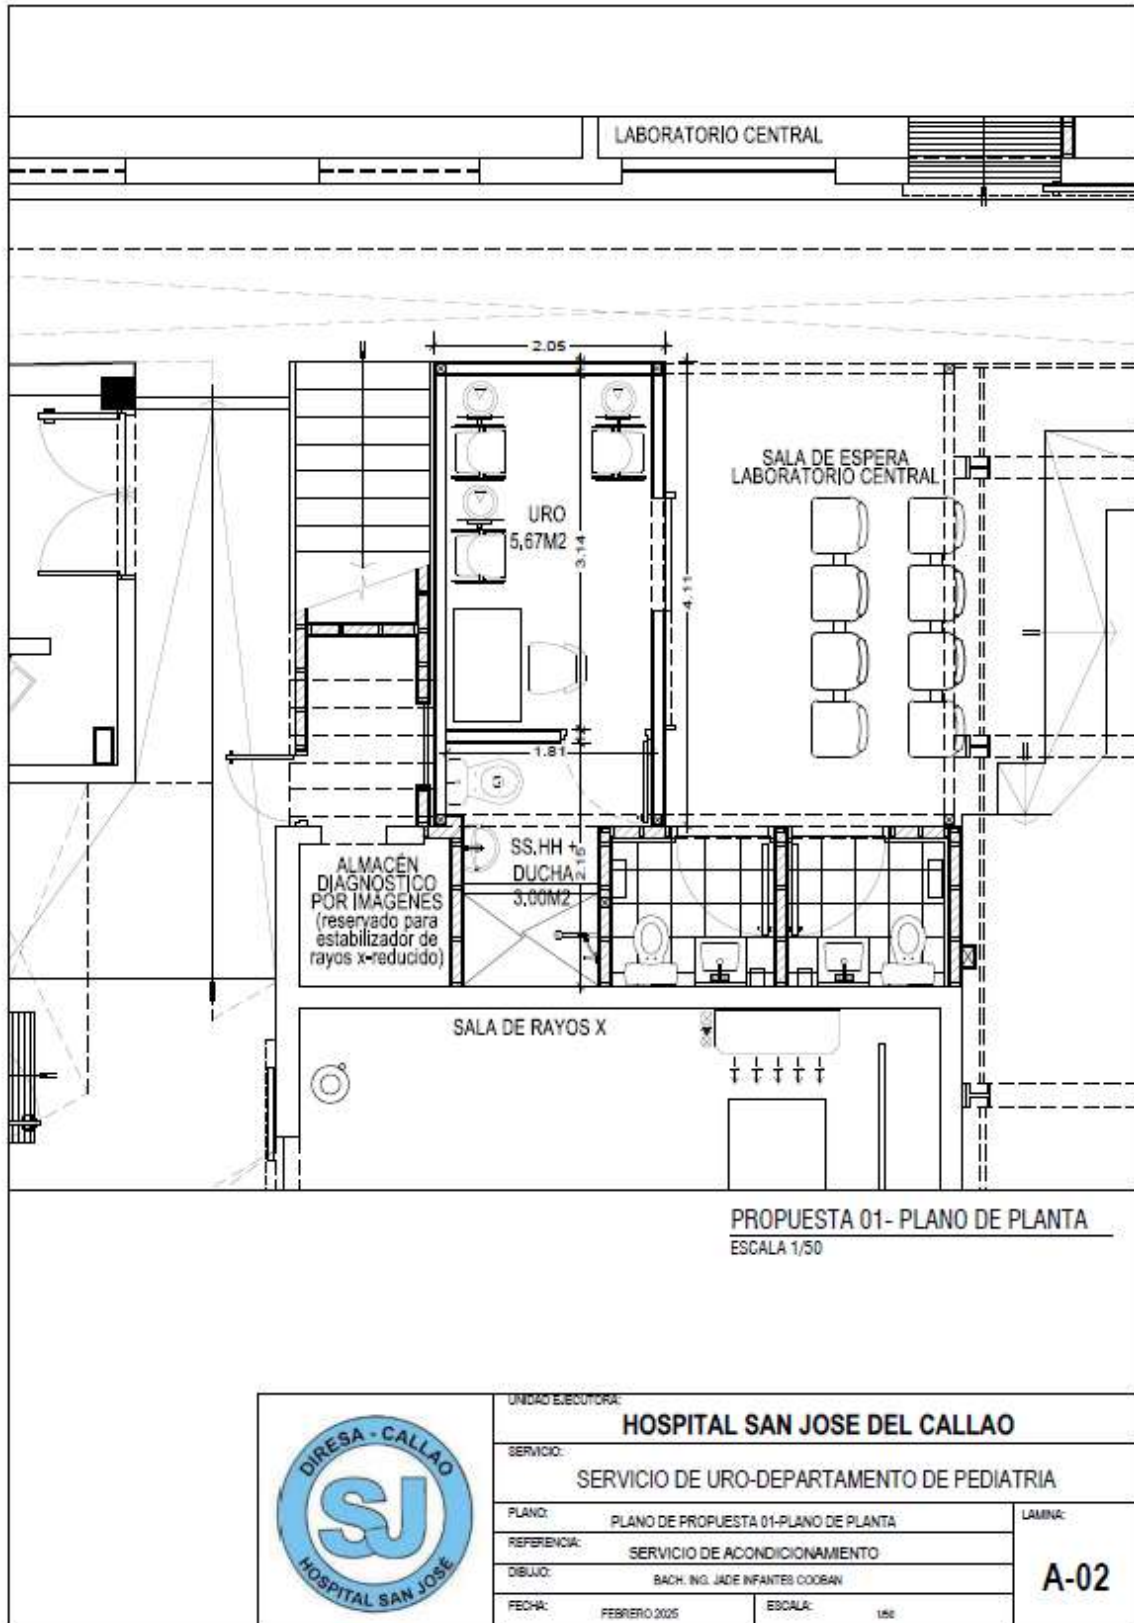 LABORATORIO CENTRAL
2.05
SALA DE ESPERA
LABORATORIO CENTRAL
URO
5,67M2
3.14
4.11
1.81
SS.HH +
DUCHA
3,00M2
2.15
ALMACÉN
DIAGNOSTICO
POR IMAGENES
(reservado para
estabilizador de
rayos x-reducido)
SALA DE RAYOS X
PROPUESTA 01- PLANO DE PLANTA
ESCALA 1/50
DIRESA - CALLAO
SJ
HOSPITAL SAN JOSE
UNIDAD EJECUTORA:
HOSPITAL SAN JOSE DEL CALLAO
SERVICIO:
SERVICIO DE URO-DEPARTAMENTO DE PEDIATRIA
PLANO:
PLANO DE PROPUESTA 01-PLANO DE PLANTA
LAMINA:
REFERENCIA:
SERVICIO DE ACONDICIONAMIENTO
A-02
DIBUJO:
BACH. ING. JADE INFANTES COOBAN
FECHA:
FEBRERO 2025
ESCALA:
1/50